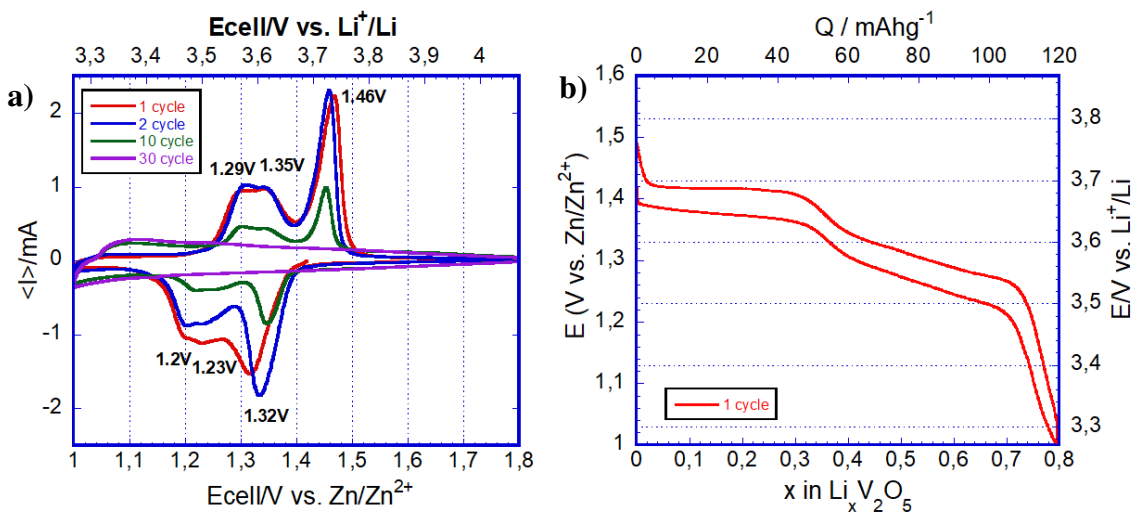 a)
Ecell/V vs. Li⁺/Li
3,3 3,4 3,5 3,6 3,7 3,8 3,9 4
1 cycle
2 cycle
10 cycle
30 cycle
1.46V
1.29V
1.35V
1.2V
1.23V
1.32V
<I>/mA
2
1
0
-1
-2
1 1,1 1,2 1,3 1,4 1,5 1,6 1,7 1,8
Ecell/V vs. Zn/Zn²⁺
b)
Q / mAhg⁻¹
0 20 40 60 80 100 120
E (V vs. Zn/Zn²⁺)
1,6
1,5
1,4
1,3
1,2
1,1
1
1 cycle
3,8
3,7
3,6
3,5
3,4
3,3
E/V vs. Li⁺/Li
0 0,1 0,2 0,3 0,4 0,5 0,6 0,7 0,8
x in LiₓV₂O₅